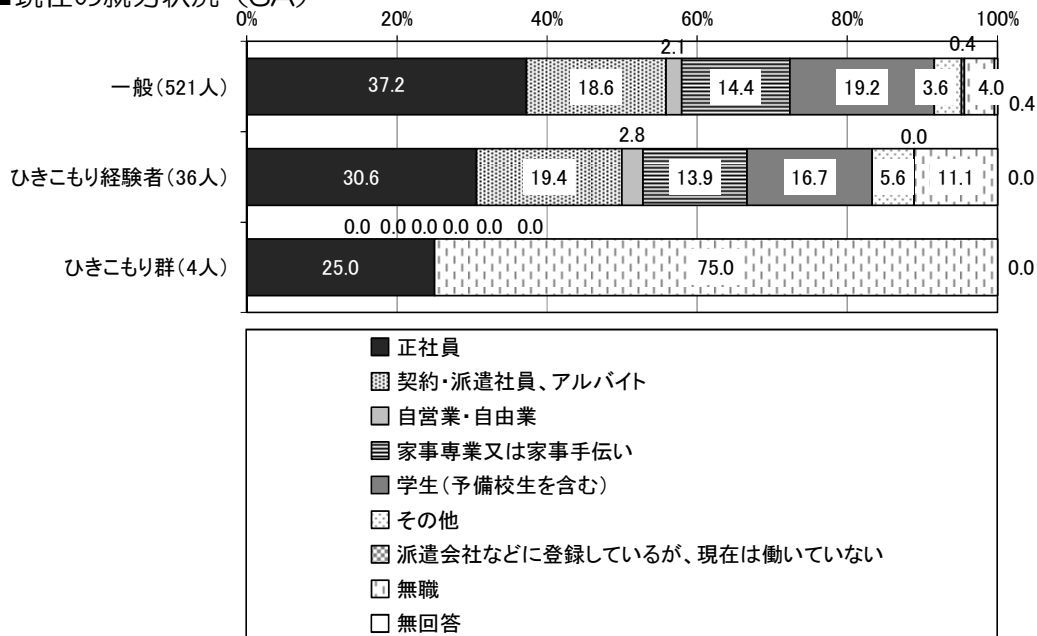 ■現在の就労状況（SA）
0% 20% 40% 60% 80% 100%
2.1 0.4
一般（521人） 37.2 18.6 14.4 19.2 3.6 4.0 0.4
2.8 0.0
ひきこもり経験者（36人） 30.6 19.4 13.9 16.7 5.6 11.1 0.0
0.0 0.0 0.0 0.0 0.0 0.0
ひきこもり群（4人） 25.0 75.0 0.0
正社員
契約・派遣社員、アルバイト
自営業・自由業
家事専業又は家事手伝い
学生（予備校生を含む）
その他
派遣会社などに登録しているが、現在は働いていない
無職
無回答